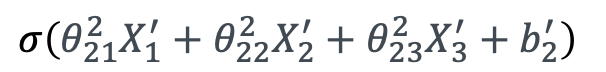 σ(θ²₂₁X′₁ + θ²₂₂X′₂ + θ²₂₃X′₃ + b′₂)